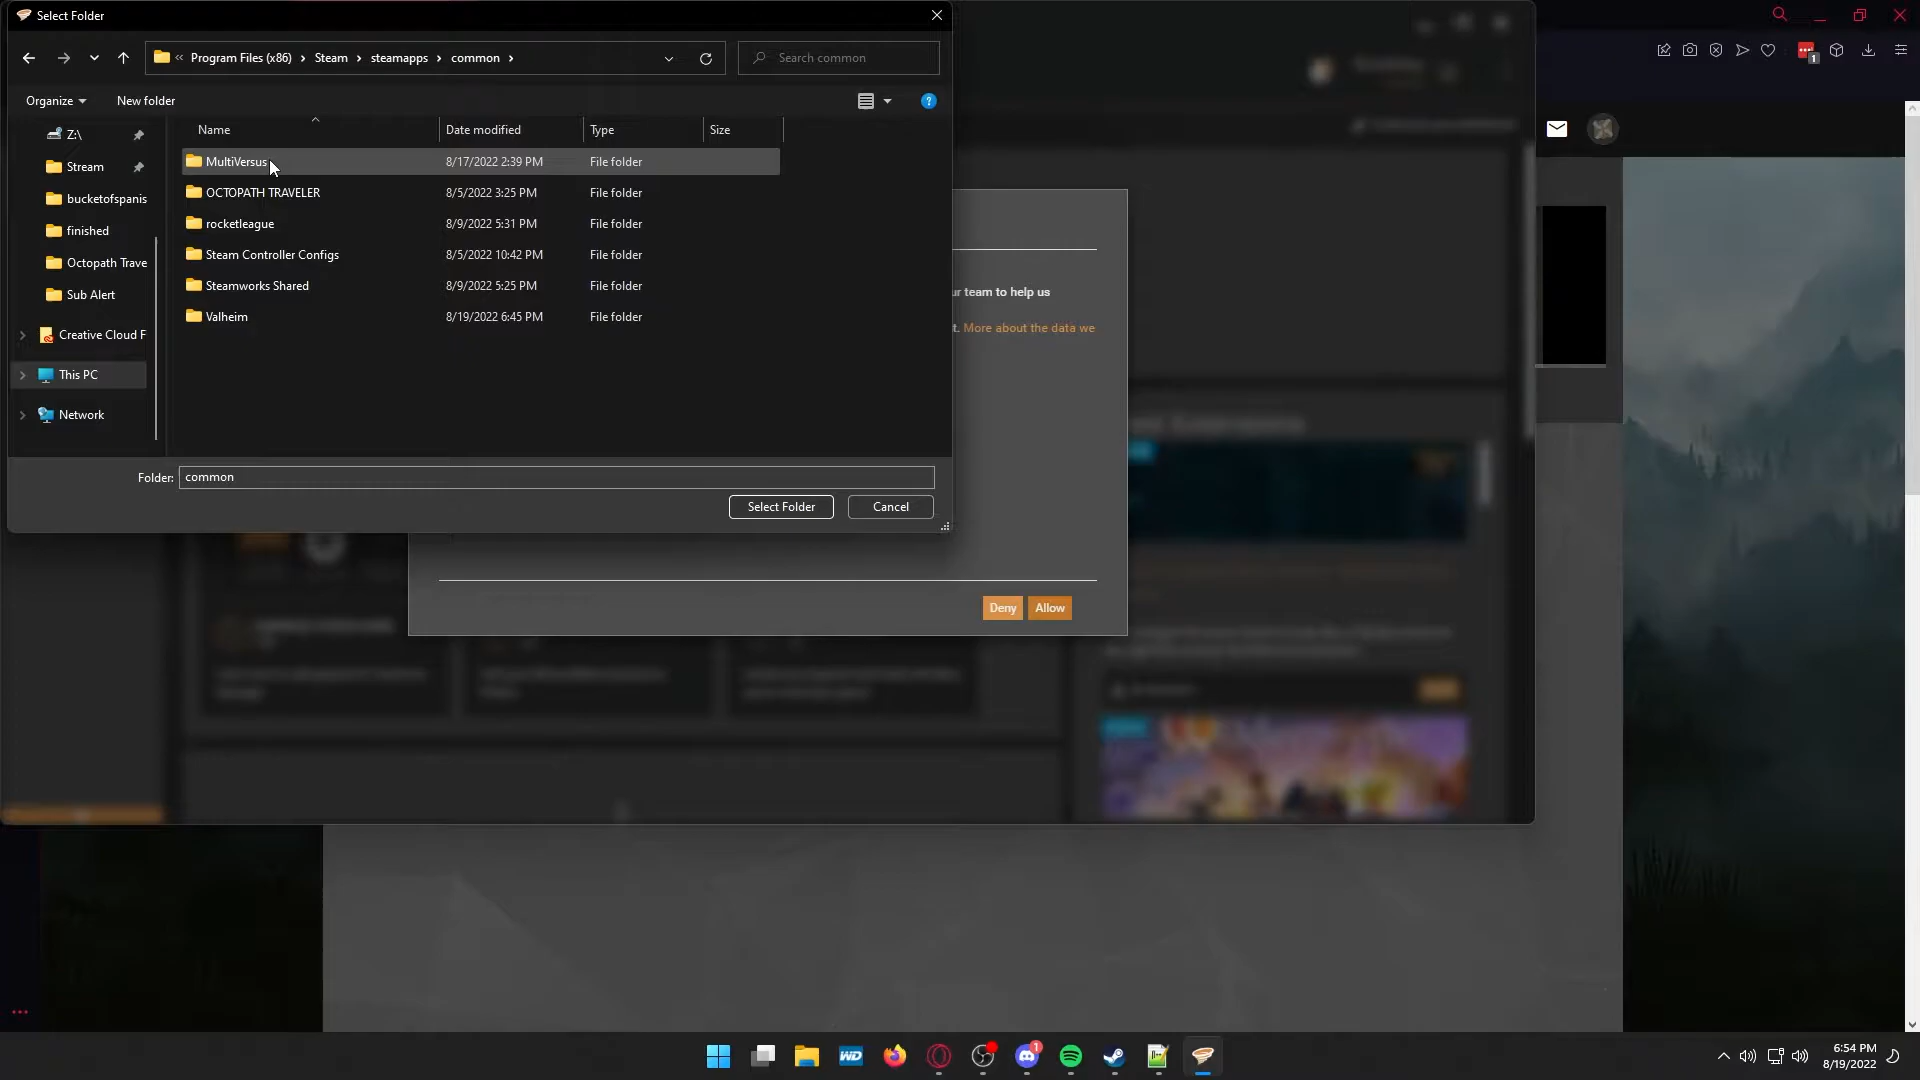 Select Folder
« Program Files (x86) › Steam › steamapps › common ›
Search common
Organize
New folder
?
Name
Date modified
Type
Size
Z:\
Stream
bucketofspanis
finished
Octopath Trave
Sub Alert
Creative Cloud F
This PC
Network
MultiVersus 8/17/2022 2:39 PM File folder
OCTOPATH TRAVELER 8/5/2022 3:25 PM File folder
rocketleague 8/9/2022 5:31 PM File folder
Steam Controller Configs 8/5/2022 10:42 PM File folder
Steamworks Shared 8/9/2022 5:25 PM File folder
Valheim 8/19/2022 6:45 PM File folder
Folder: common
Select Folder
Cancel
ur team to help us
t. More about the data we
Deny
Allow
1
WD
1
6:54 PM
8/19/2022